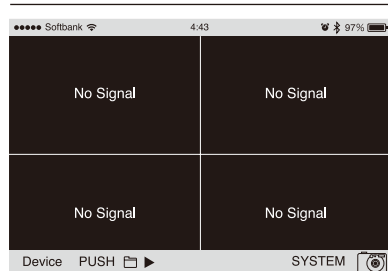 Softbank 4:43 97%
No Signal No Signal
No Signal No Signal
Device PUSH SYSTEM